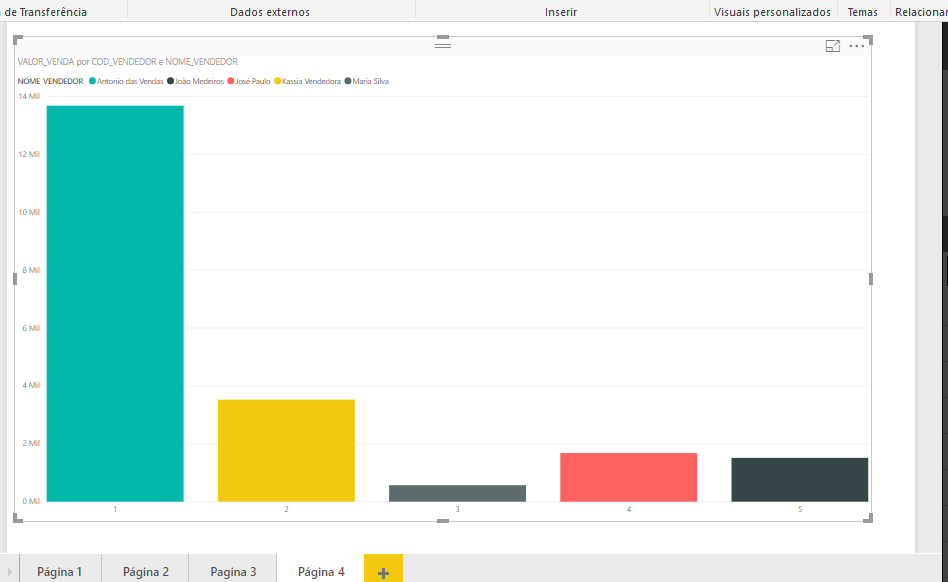 de Transferência Dados externos Inserir Visuais personalizados Temas Relacionar
VALOR_VENDA por COD_VENDEDOR e NOME_VENDEDOR
NOME_VENDEDOR Antonio das Vendas João Medeiros José Paulo Kassia Vendedora Maria Silva
14 Mil
12 Mil
10 Mil
8 Mil
6 Mil
4 Mil
2 Mil
0 Mil
1 2 3 4 5
Página 1 Página 2 Pagina 3 Página 4